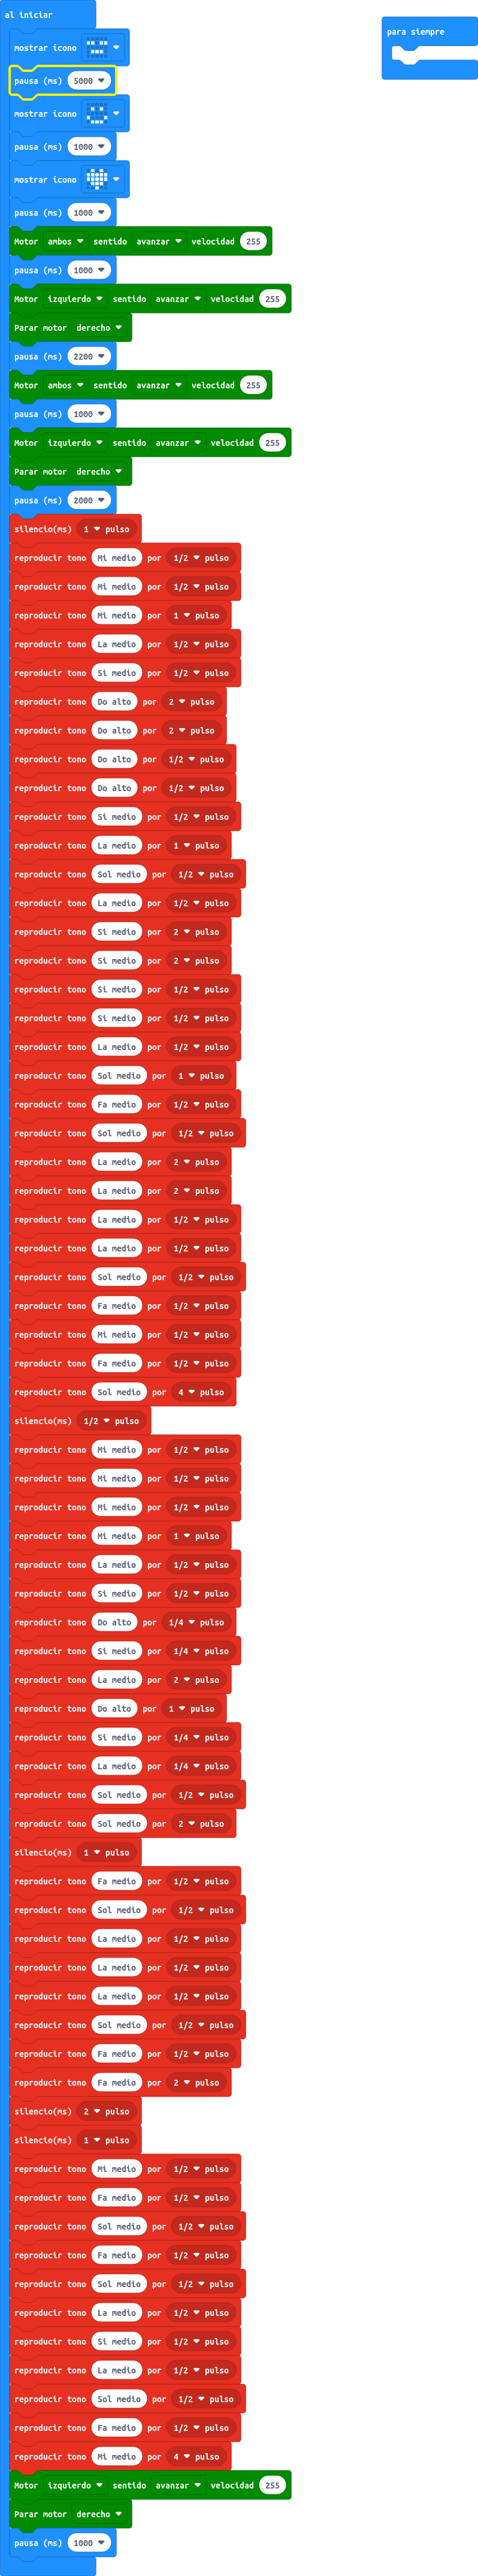 al iniciar
para siempre
mostrar ícono
pausa (ms) 5000
mostrar ícono
pausa (ms) 1000
mostrar ícono
pausa (ms) 1000
Motor ambos sentido avanzar velocidad 255
pausa (ms) 1000
Motor izquierdo sentido avanzar velocidad 255
Parar motor derecho
pausa (ms) 2200
Motor ambos sentido avanzar velocidad 255
pausa (ms) 1000
Motor izquierdo sentido avanzar velocidad 255
Parar motor derecho
pausa (ms) 2000
silencio(ms) 1 pulso
reproducir tono Mi medio por 1/2 pulso
reproducir tono Mi medio por 1/2 pulso
reproducir tono Mi medio por 1 pulso
reproducir tono La medio por 1/2 pulso
reproducir tono Si medio por 1/2 pulso
reproducir tono Do alto por 2 pulso
reproducir tono Do alto por 2 pulso
reproducir tono Do alto por 1/2 pulso
reproducir tono Do alto por 1/2 pulso
reproducir tono Si medio por 1/2 pulso
reproducir tono La medio por 1 pulso
reproducir tono Sol medio por 1/2 pulso
reproducir tono La medio por 1/2 pulso
reproducir tono Si medio por 2 pulso
reproducir tono Si medio por 2 pulso
reproducir tono Si medio por 1/2 pulso
reproducir tono Si medio por 1/2 pulso
reproducir tono La medio por 1/2 pulso
reproducir tono Sol medio por 1 pulso
reproducir tono Fa medio por 1/2 pulso
reproducir tono Sol medio por 1/2 pulso
reproducir tono La medio por 2 pulso
reproducir tono La medio por 2 pulso
reproducir tono La medio por 1/2 pulso
reproducir tono La medio por 1/2 pulso
reproducir tono Sol medio por 1/2 pulso
reproducir tono Fa medio por 1/2 pulso
reproducir tono Mi medio por 1/2 pulso
reproducir tono Fa medio por 1/2 pulso
reproducir tono Sol medio por 4 pulso
silencio(ms) 1/2 pulso
reproducir tono Mi medio por 1/2 pulso
reproducir tono Mi medio por 1/2 pulso
reproducir tono Mi medio por 1/2 pulso
reproducir tono Mi medio por 1 pulso
reproducir tono La medio por 1/2 pulso
reproducir tono Si medio por 1/2 pulso
reproducir tono Do alto por 1/4 pulso
reproducir tono Si medio por 1/4 pulso
reproducir tono La medio por 2 pulso
reproducir tono Do alto por 1 pulso
reproducir tono Si medio por 1/4 pulso
reproducir tono La medio por 1/4 pulso
reproducir tono Sol medio por 1/2 pulso
reproducir tono Sol medio por 2 pulso
silencio(ms) 1 pulso
reproducir tono Fa medio por 1/2 pulso
reproducir tono Sol medio por 1/2 pulso
reproducir tono La medio por 1/2 pulso
reproducir tono La medio por 1/2 pulso
reproducir tono La medio por 1/2 pulso
reproducir tono Sol medio por 1/2 pulso
reproducir tono Fa medio por 1/2 pulso
reproducir tono Fa medio por 2 pulso
silencio(ms) 2 pulso
silencio(ms) 1 pulso
reproducir tono Mi medio por 1/2 pulso
reproducir tono Fa medio por 1/2 pulso
reproducir tono Sol medio por 1/2 pulso
reproducir tono Fa medio por 1/2 pulso
reproducir tono Sol medio por 1/2 pulso
reproducir tono La medio por 1/2 pulso
reproducir tono Si medio por 1/2 pulso
reproducir tono La medio por 1/2 pulso
reproducir tono Sol medio por 1/2 pulso
reproducir tono Fa medio por 1/2 pulso
reproducir tono Mi medio por 4 pulso
Motor izquierdo sentido avanzar velocidad 255
Parar motor derecho
pausa (ms) 1000